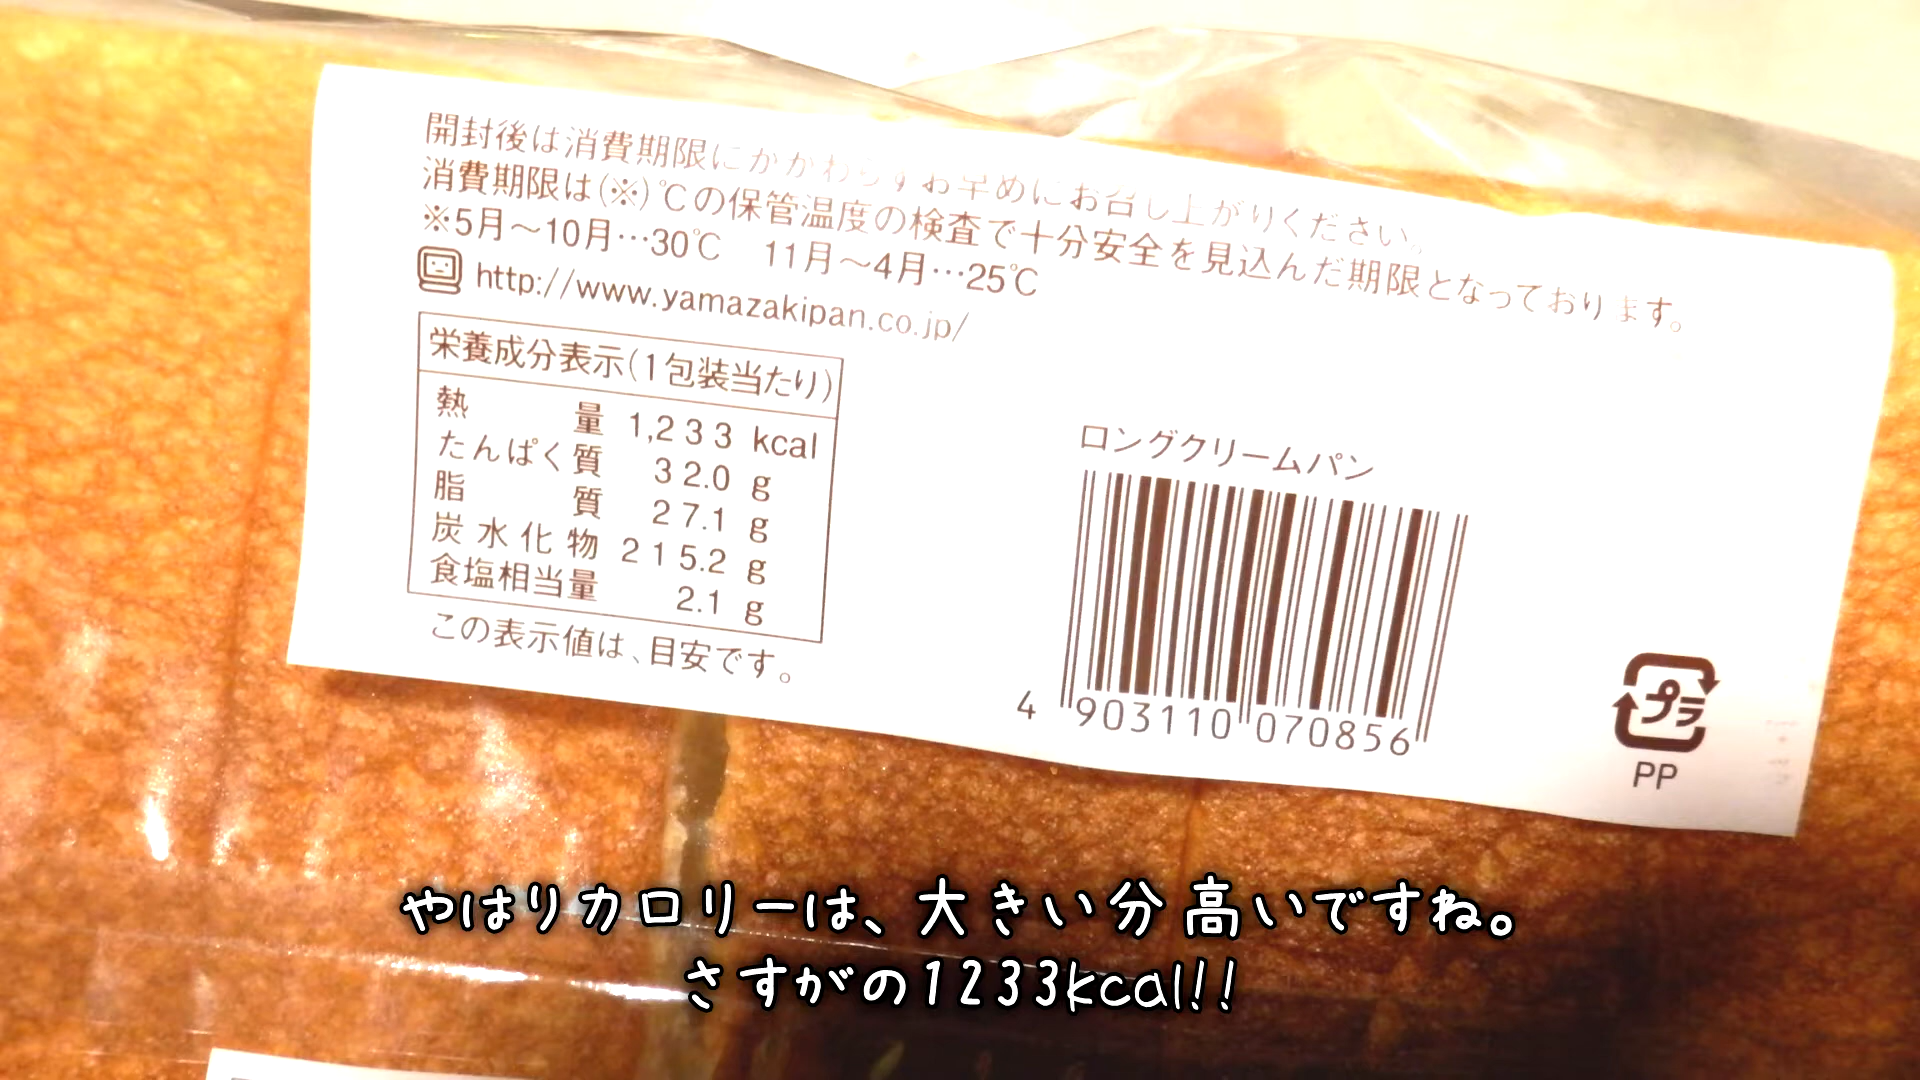 開封後は消費期限にかかわらずお早めにお召し上がりください。
消費期限は(※)℃の保管温度の検査で十分安全を見込んだ期限となっております。
※5月～10月…30℃ 11月～4月…25℃
http://www.yamazakipan.co.jp/
栄養成分表示(1包装当たり)
熱量 1,233 kcal
たんぱく質 32.0 g
脂質 27.1 g
炭水化物 215.2 g
食塩相当量 2.1 g
この表示値は、目安です。
ロングクリームパン
4 903110 070856
プラ
PP
やはりカロリーは、大きい分 高いですね。
さすがの1233kcal!!